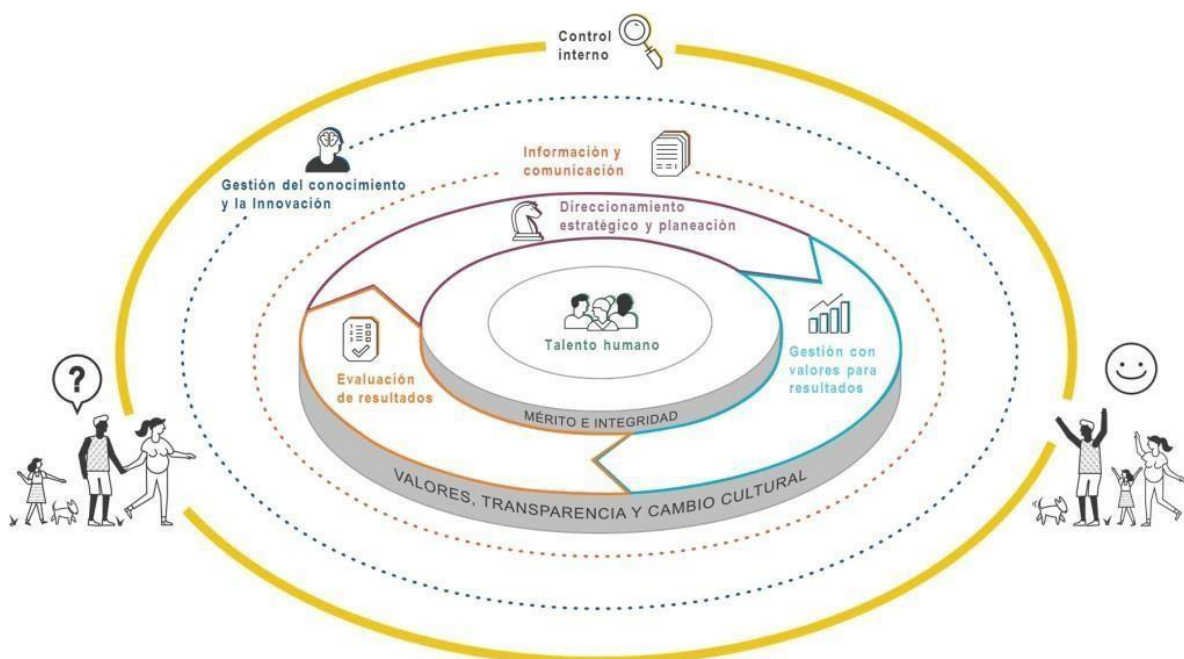 Control
interno
Gestión del conocimiento
y la Innovación
Información y
comunicación
Direccionamiento
estratégico y planeación
Talento humano
Gestión con
valores para
resultados
Evaluación
de resultados
MÉRITO E INTEGRIDAD
VALORES, TRANSPARENCIA Y CAMBIO CULTURAL
?